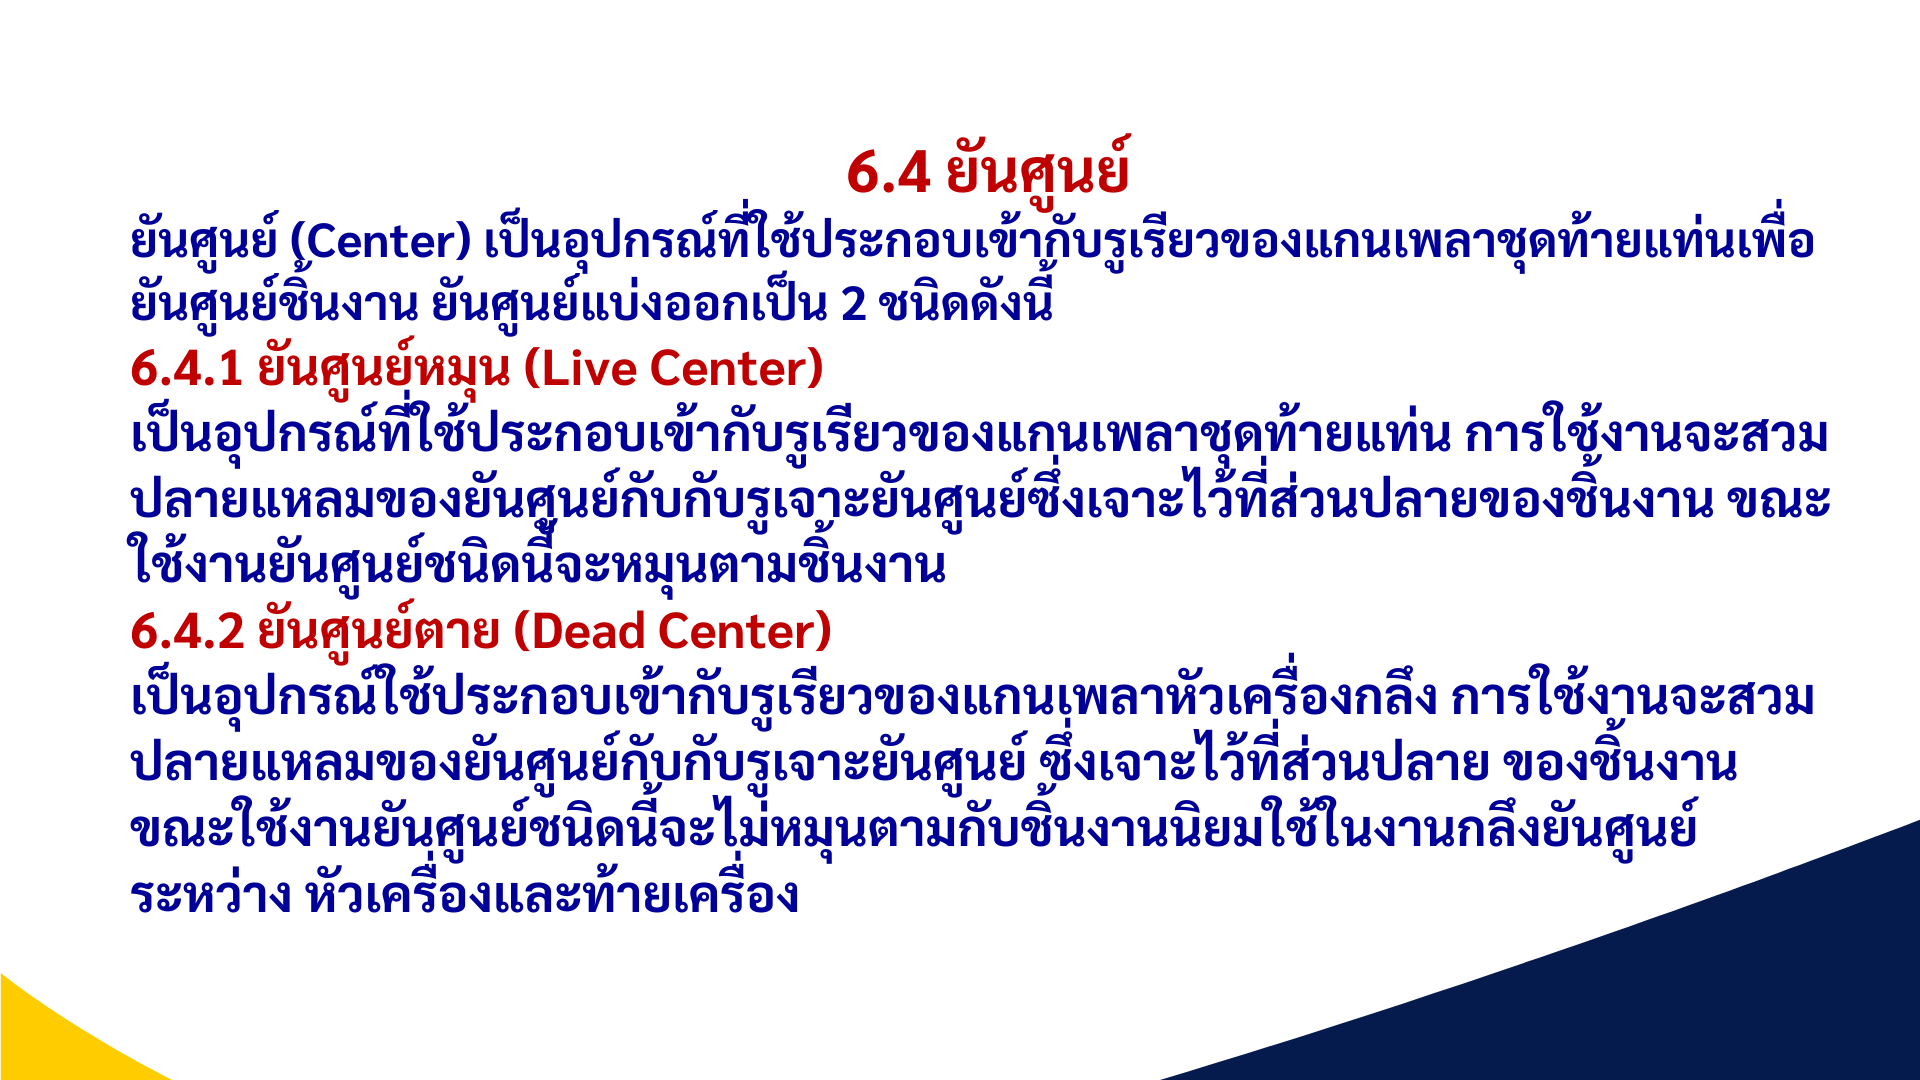 6.4 ยันศูนย์
ยันศูนย์ (Center) เป็นอุปกรณ์ที่ใช้ประกอบเข้ากับรูเรียวของแกนเพลาชุดท้ายแท่นเพื่อ
ยันศูนย์ชิ้นงาน ยันศูนย์แบ่งออกเป็น 2 ชนิดดังนี้
6.4.1 ยันศูนย์หมุน (Live Center)
เป็นอุปกรณ์ที่ใช้ประกอบเข้ากับรูเรียวของแกนเพลาชุดท้ายแท่น การใช้งานจะสวม
ปลายแหลมของยันศูนย์กับกับรูเจาะยันศูนย์ซึ่งเจาะไว้ที่ส่วนปลายของชิ้นงาน ขณะ
ใช้งานยันศูนย์ชนิดนี้จะหมุนตามชิ้นงาน
6.4.2 ยันศูนย์ตาย (Dead Center)
เป็นอุปกรณ์ใช้ประกอบเข้ากับรูเรียวของแกนเพลาหัวเครื่องกลึง การใช้งานจะสวม
ปลายแหลมของยันศูนย์กับกับรูเจาะยันศูนย์ ซึ่งเจาะไว้ที่ส่วนปลาย ของชิ้นงาน
ขณะใช้งานยันศูนย์ชนิดนี้จะไม่หมุนตามกับชิ้นงานนิยมใช้ในงานกลึงยันศูนย์
ระหว่าง หัวเครื่องและท้ายเครื่อง